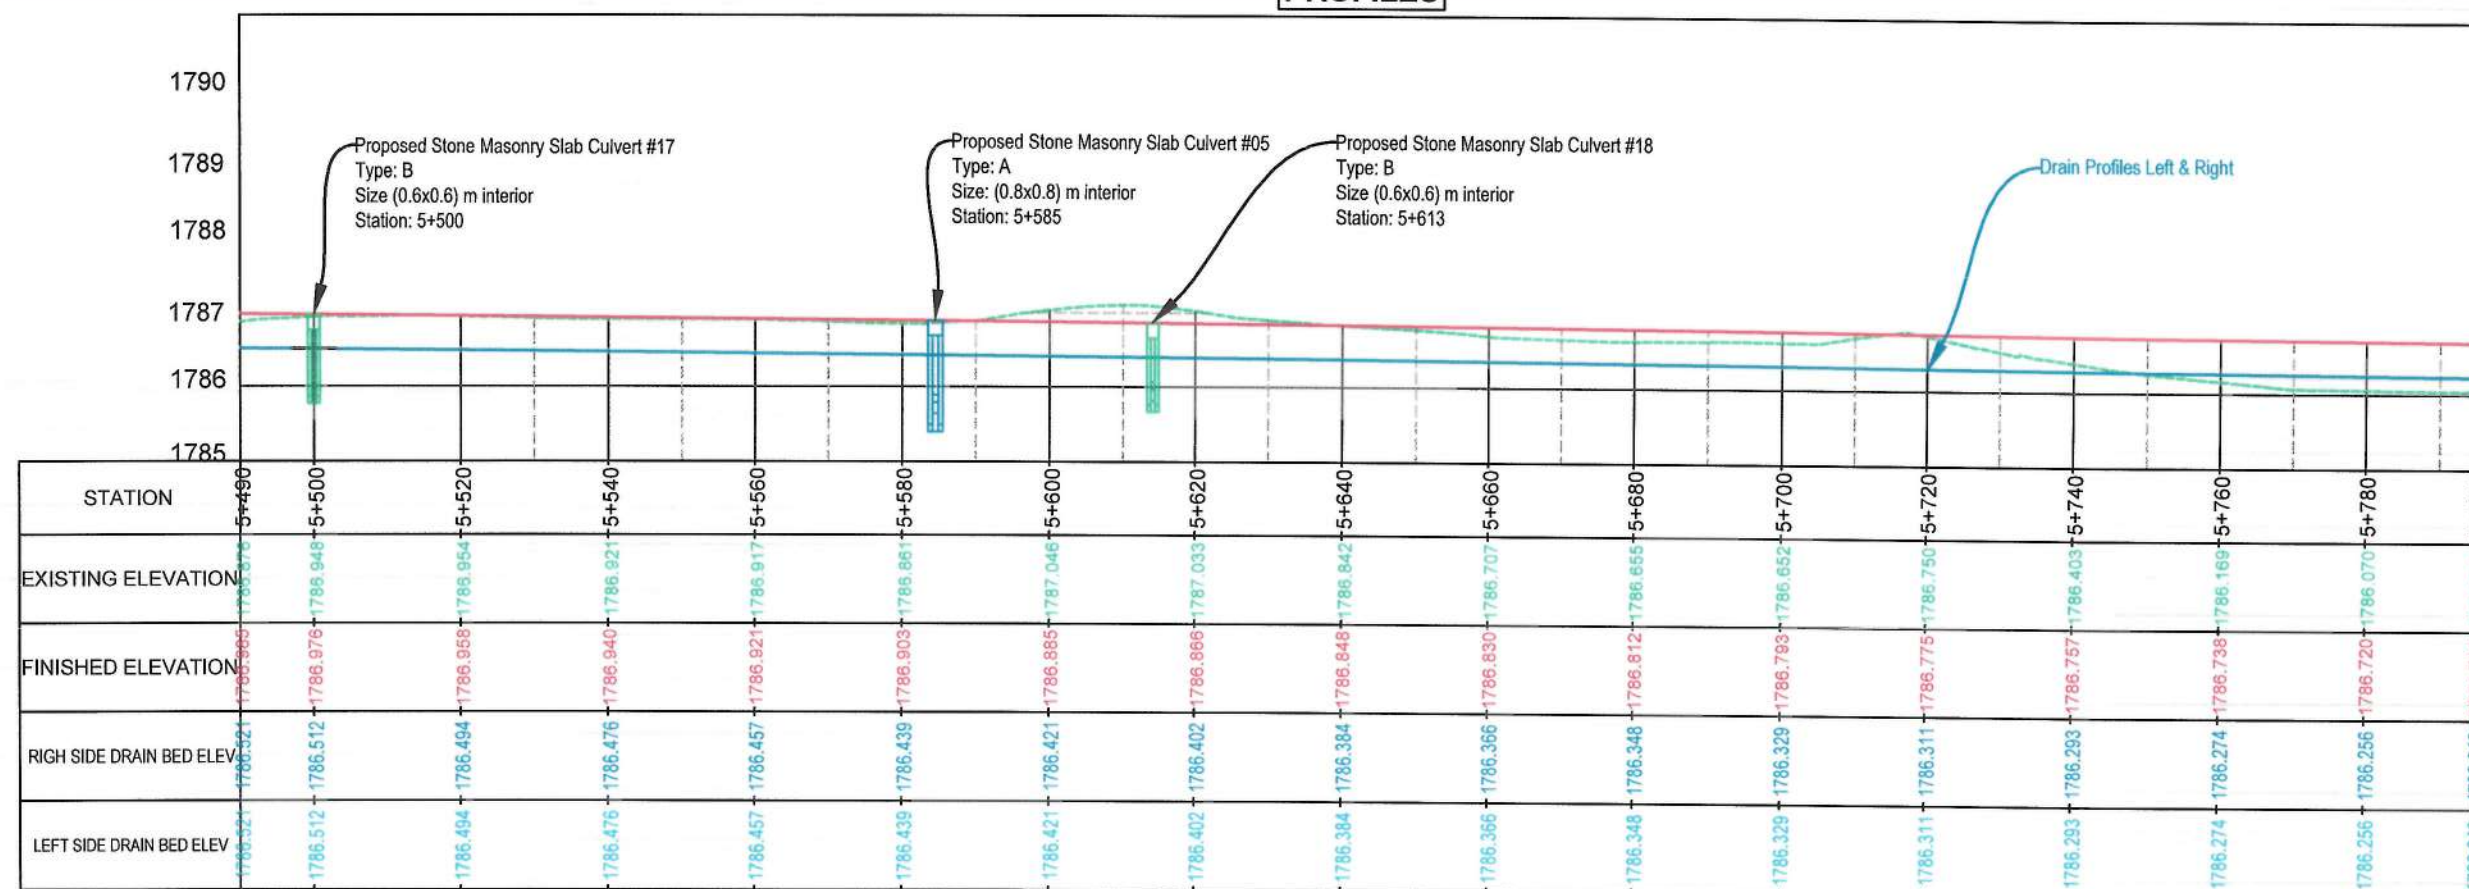 PROFILES
1790
1789
1788
1787
1786
1785
Proposed Stone Masonry Slab Culvert #17
Type: B
Size (0.6x0.6) m interior
Station: 5+500
Proposed Stone Masonry Slab Culvert #05
Type: A
Size: (0.8x0.8) m interior
Station: 5+585
Proposed Stone Masonry Slab Culvert #18
Type: B
Size (0.6x0.6) m interior
Station: 5+613
Drain Profiles Left & Right
STATION 5+490 5+500 5+520 5+540 5+560 5+580 5+600 5+620 5+640 5+660 5+680 5+700 5+720 5+740 5+760 5+780
EXISTING ELEVATION 1786.878 1786.948 1786.954 1786.921 1786.917 1786.861 1787.046 1787.033 1786.842 1786.707 1786.655 1786.652 1786.750 1786.403 1786.169 1786.070
FINISHED ELEVATION 1786.985 1786.976 1786.958 1786.940 1786.921 1786.903 1786.885 1786.866 1786.848 1786.830 1786.812 1786.793 1786.775 1786.757 1786.738 1786.720
RIGH SIDE DRAIN BED ELEV 1786.521 1786.512 1786.494 1786.476 1786.457 1786.439 1786.421 1786.402 1786.384 1786.366 1786.348 1786.329 1786.311 1786.293 1786.274 1786.256
LEFT SIDE DRAIN BED ELEV 1786.521 1786.512 1786.494 1786.476 1786.457 1786.439 1786.421 1786.402 1786.384 1786.366 1786.348 1786.329 1786.311 1786.293 1786.274 1786.256